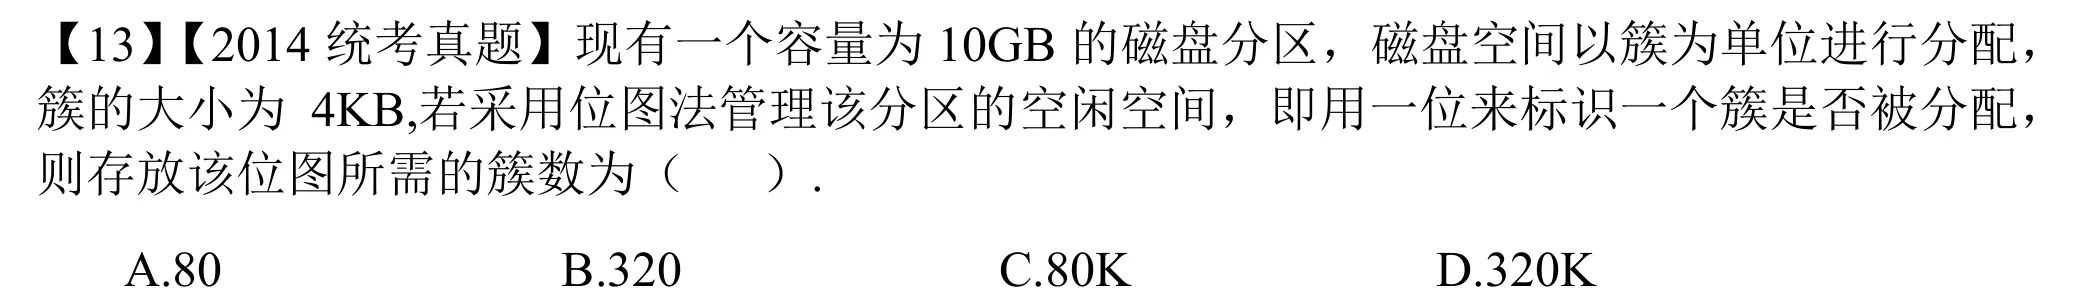 【13】【2014 统考真题】现有一个容量为 10GB 的磁盘分区，磁盘空间以簇为单位进行分配，
簇的大小为 4KB,若采用位图法管理该分区的空闲空间，即用一位来标识一个簇是否被分配，
则存放该位图所需的簇数为（ ）.
A.80 B.320 C.80K D.320K